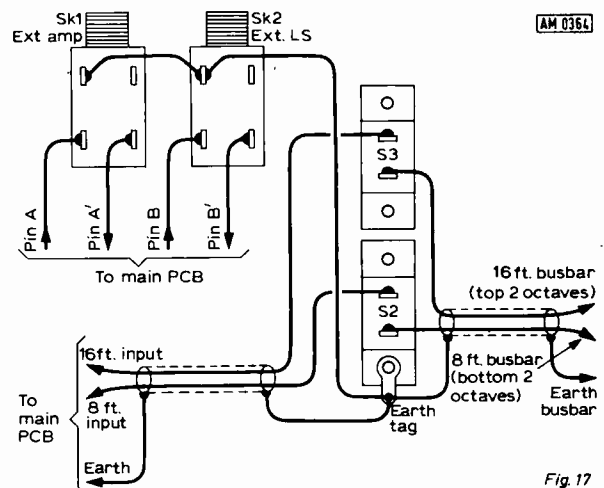 Sk1
Ext amp
Sk2
Ext. LS
AM 0364
S3
Pin A
Pin A'
Pin B
Pin B'
To main PCB
16 ft. busbar
(top 2 octaves)
S2
16ft. input
8 ft. input
8 ft. busbar
(bottom 2
octaves)
To
main
PCB
Earth
tag
Earth
busbar
Earth
Fig. 17